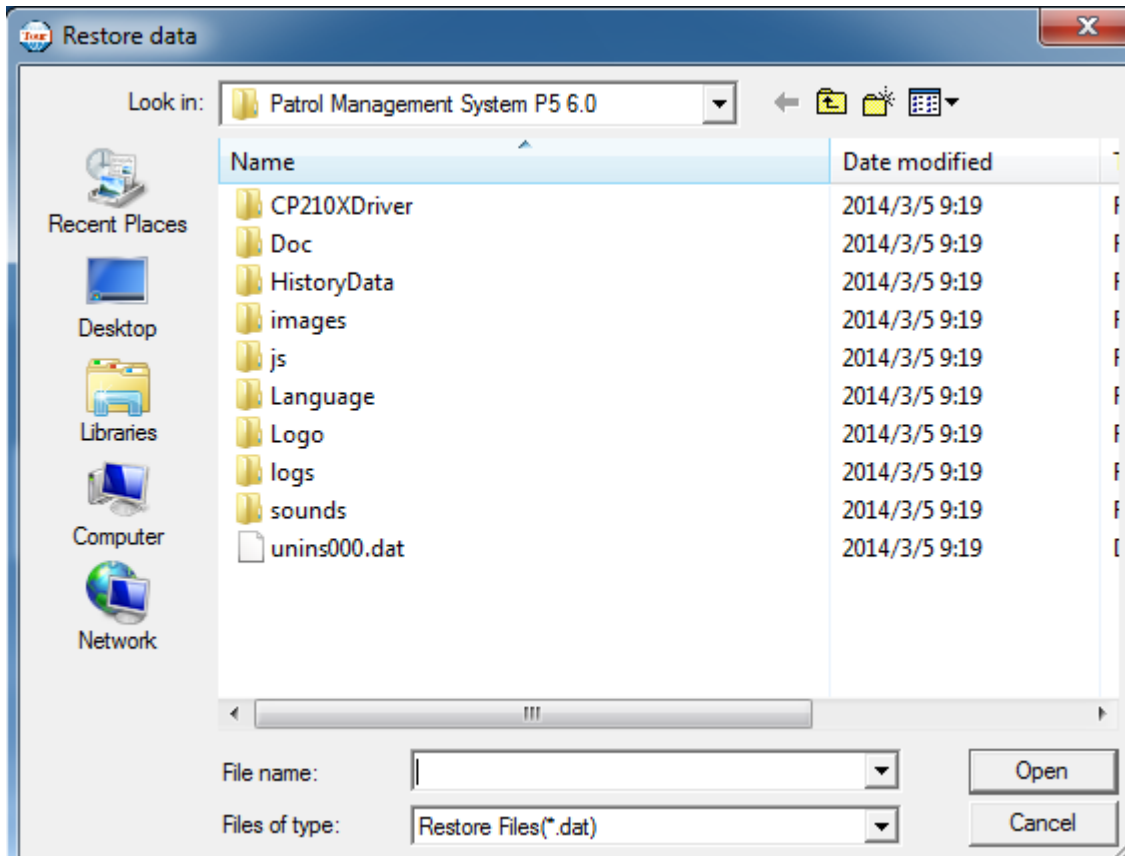 Restore data
Look in: Patrol Management System P5 6.0
Name Date modified
Recent Places
Desktop
Libraries
Computer
Network
CP210XDriver 2014/3/5 9:19
Doc 2014/3/5 9:19
HistoryData 2014/3/5 9:19
images 2014/3/5 9:19
js 2014/3/5 9:19
Language 2014/3/5 9:19
Logo 2014/3/5 9:19
logs 2014/3/5 9:19
sounds 2014/3/5 9:19
unins000.dat 2014/3/5 9:19
File name: Open
Files of type: Restore Files(*.dat) Cancel